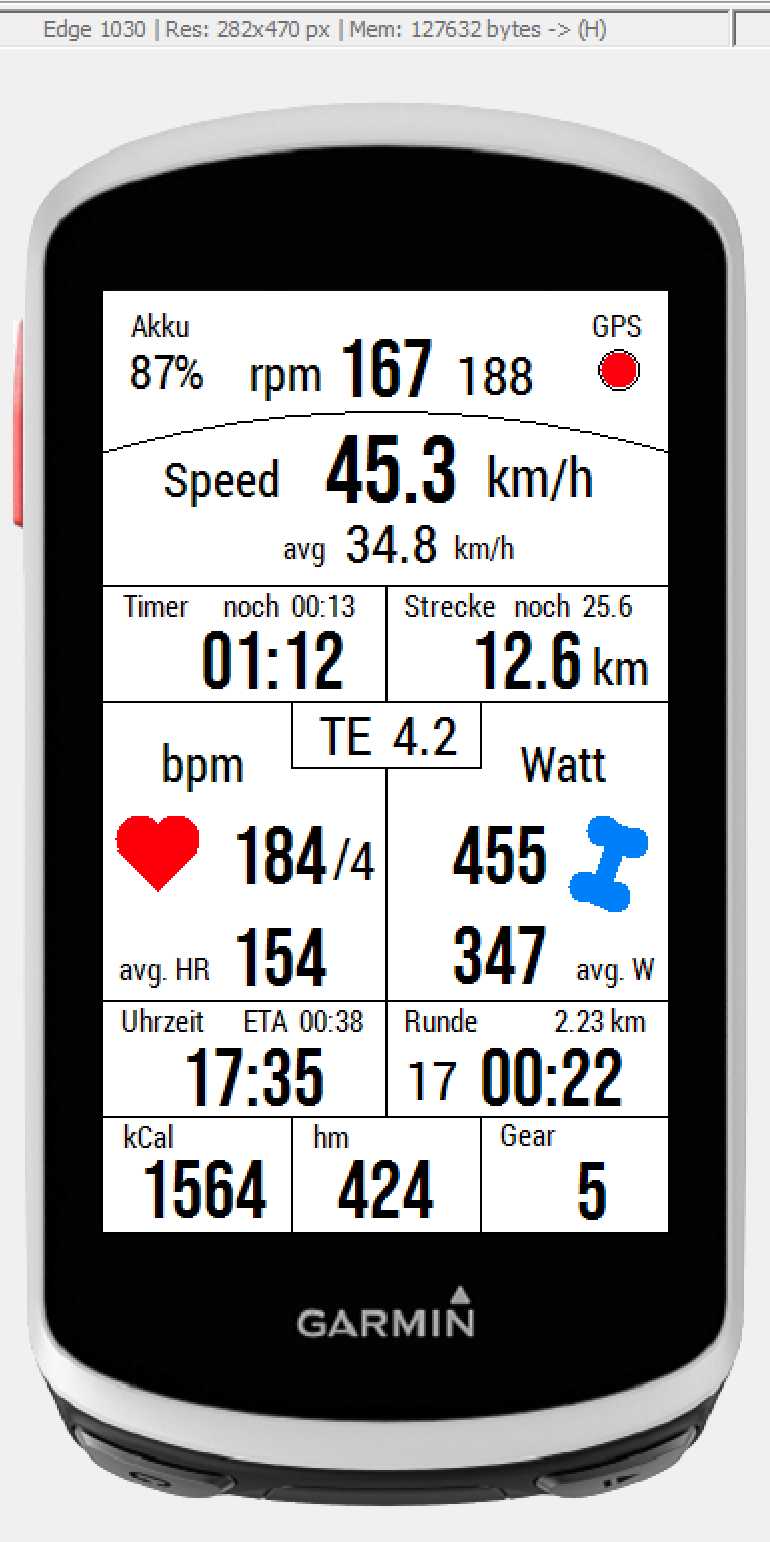 Edge 1030 | Res: 282x470 px | Mem: 127632 bytes -> (H)
Akku GPS
87% rpm 167 188
Speed 45.3 km/h
avg 34.8 km/h
Timer noch 00:13 Strecke noch 25.6
01:12 12.6 km
TE 4.2
bpm Watt
184/4 455
avg. HR 154 347 avg. W
Uhrzeit ETA 00:38 Runde 2.23 km
17:35 17 00:22
kCal hm Gear
1564 424 5
GARMIN